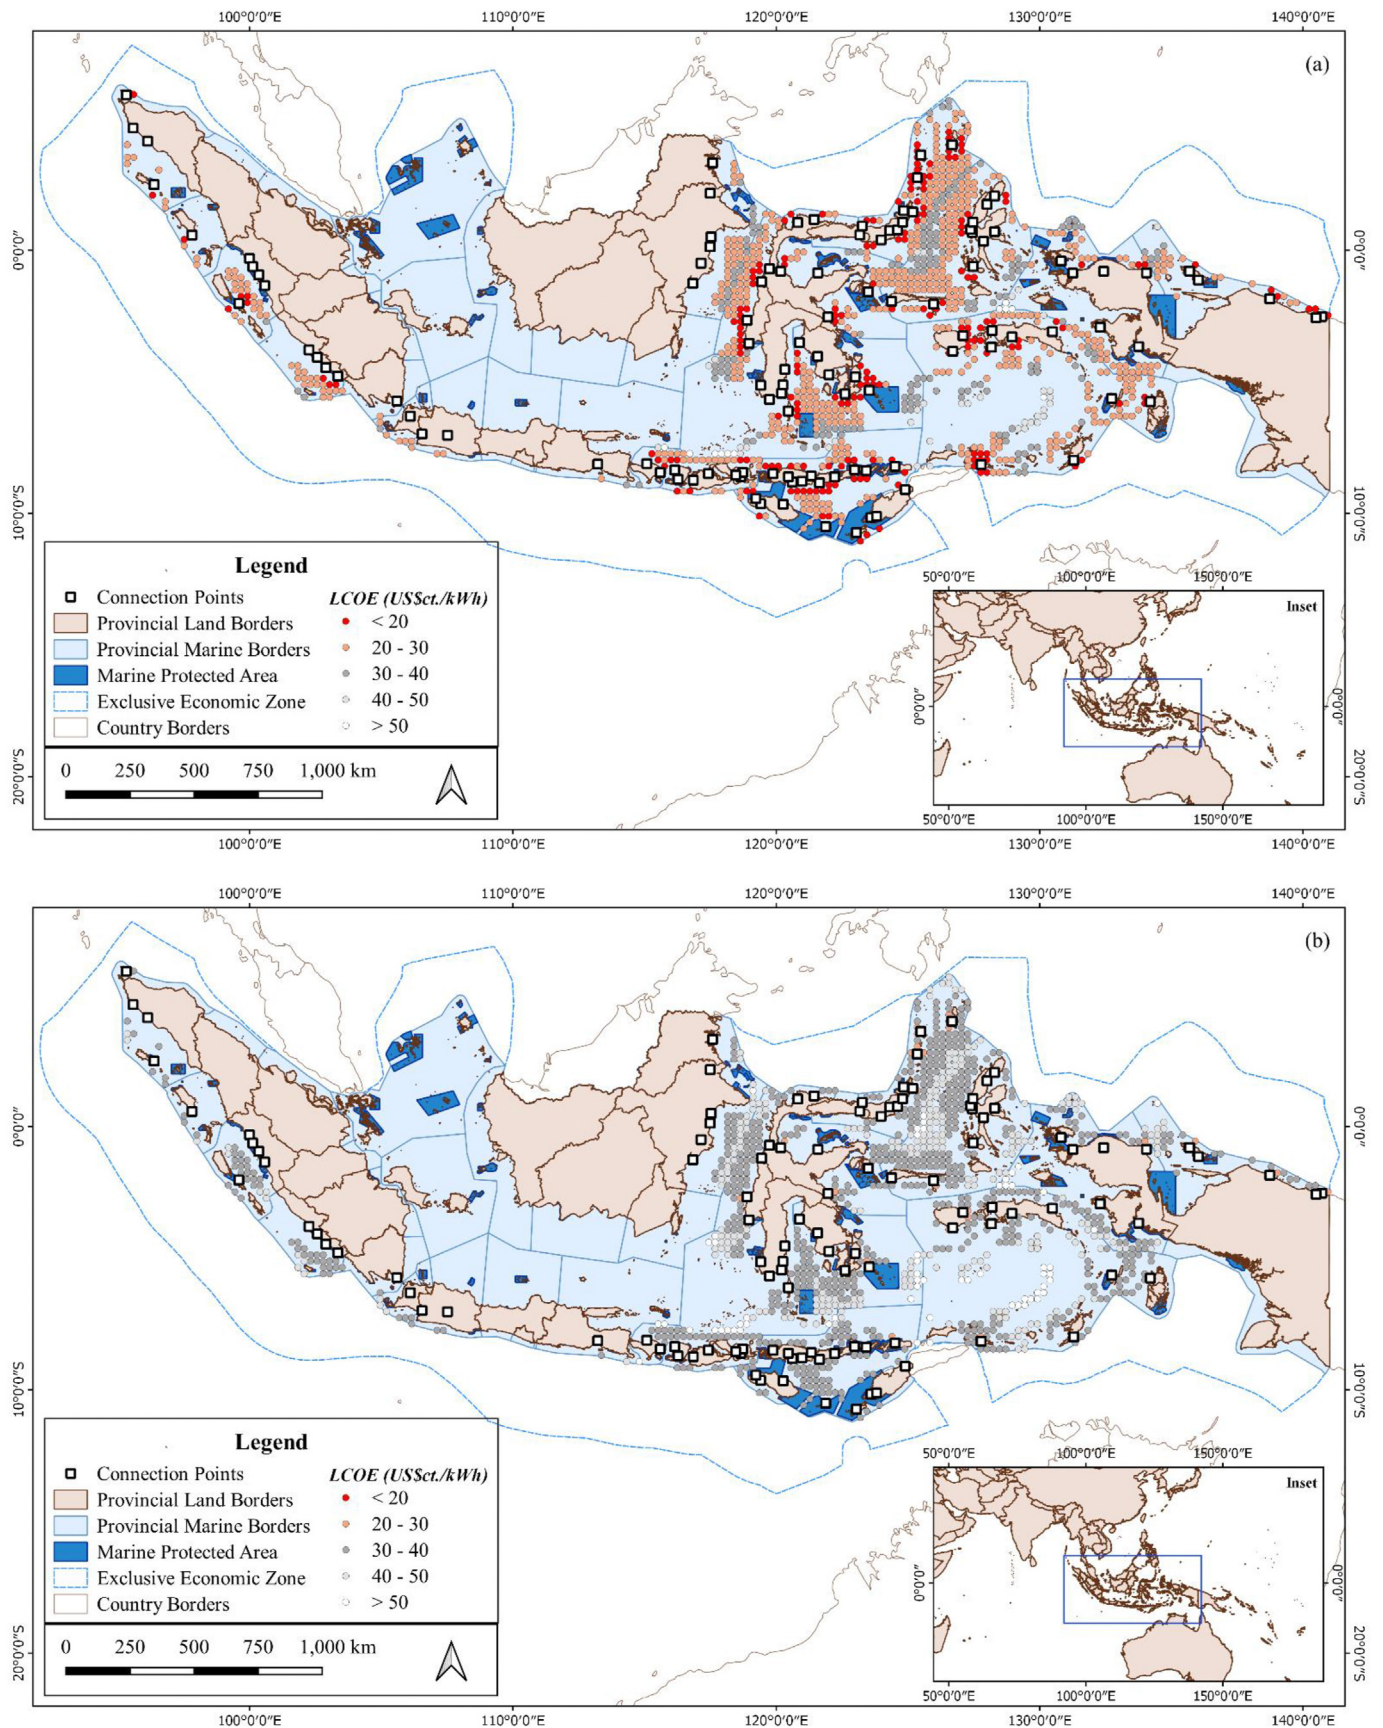 100°0'0"E 110°0'0"E 120°0'0"E 130°0'0"E 140°0'0"E
(a)
0°0'0"
0°0'0"
10°0'0"S
10°0'0"S
20°0'0"S
20°0'0"S
Legend
Connection Points
Provincial Land Borders
Provincial Marine Borders
Marine Protected Area
Exclusive Economic Zone
Country Borders
LCOE (US$ct./kWh)
< 20
20 - 30
30 - 40
40 - 50
> 50
0 250 500 750 1,000 km
50°0'0"E 100°0'0"E 150°0'0"E
Inset
0°0'0"
0°0'0"
50°0'0"E 100°0'0"E 150°0'0"E
100°0'0"E 110°0'0"E 120°0'0"E 130°0'0"E 140°0'0"E
100°0'0"E 110°0'0"E 120°0'0"E 130°0'0"E 140°0'0"E
(b)
0°0'0"
0°0'0"
10°0'0"S
10°0'0"S
20°0'0"S
20°0'0"S
Legend
Connection Points
Provincial Land Borders
Provincial Marine Borders
Marine Protected Area
Exclusive Economic Zone
Country Borders
LCOE (US$ct./kWh)
< 20
20 - 30
30 - 40
40 - 50
> 50
0 250 500 750 1,000 km
50°0'0"E 100°0'0"E 150°0'0"E
Inset
0°0'0"
0°0'0"
50°0'0"E 100°0'0"E 150°0'0"E
100°0'0"E 110°0'0"E 120°0'0"E 130°0'0"E 140°0'0"E